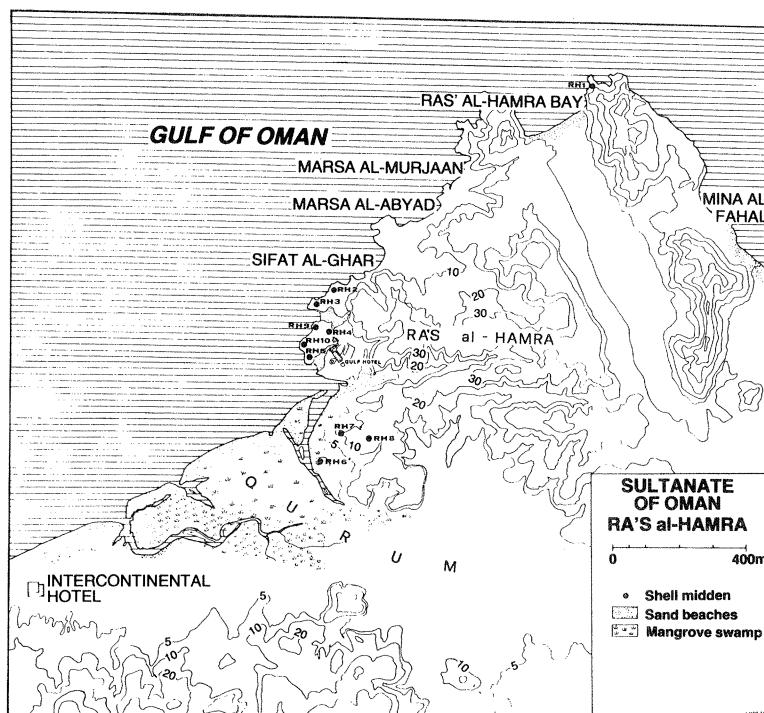 RH1
RAS' AL-HAMRA BAY
GULF OF OMAN
MARSA AL-MURJAAN
MARSA AL-ABYAD
MINA AL
FAHAL
SIFAT AL-GHAR
10
RH2
20
RH3
30
RH9
RH4
RA'S al-HAMRA
RH10
30
GULF HOTEL
20
30
20
RH7
5 10
RH8
RH6
QURUM
SULTANATE
OF OMAN
RA'S al-HAMRA
0 400m
Shell midden
Sand beaches
Mangrove swamp
INTERCONTINENTAL
HOTEL
5
5
10
20
5
10
20
10
5